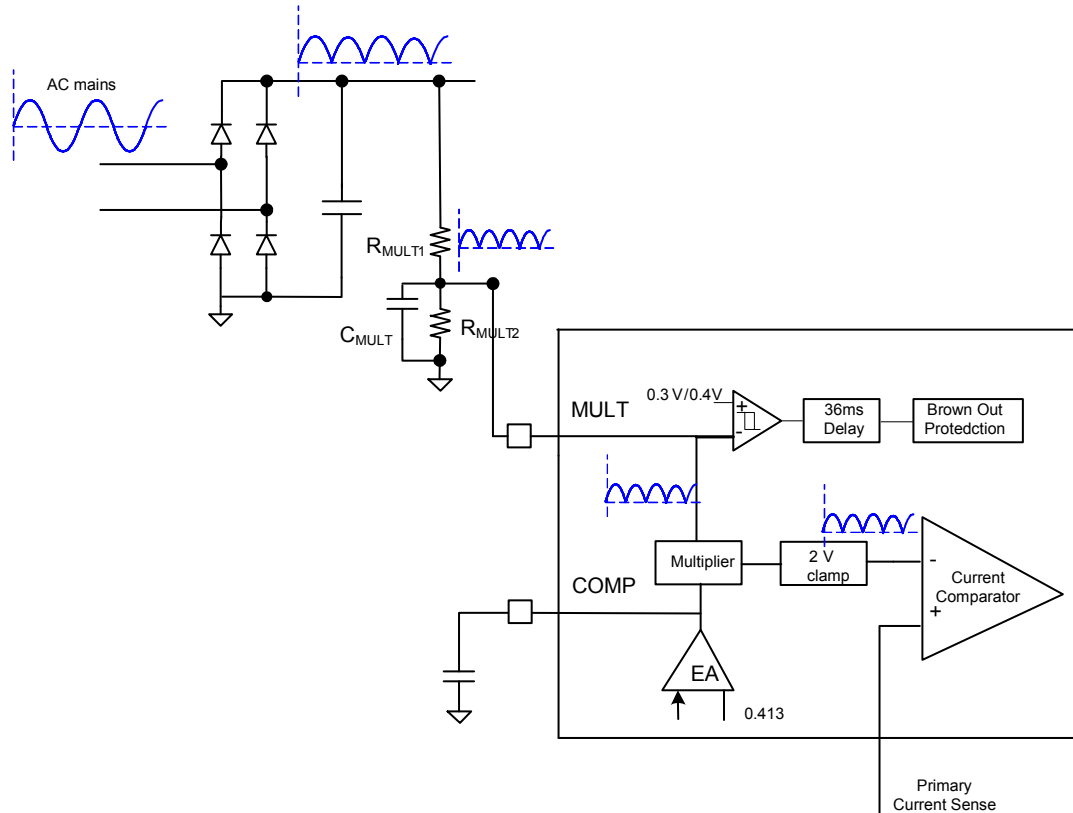 AC mains
RMULT1
CMULT
RMULT2
MULT
0.3 V/0.4V
+
-
36ms
Delay
Brown Out
Protedction
Multiplier
2 V
clamp
-
+
Current
Comparator
COMP
EA
0.413
Primary
Current Sense